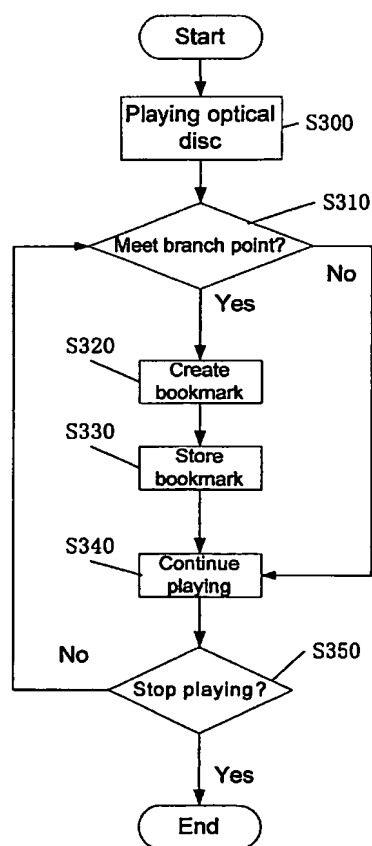 Start
Playing optical
disc
S300
S310
Meet branch point?
No
Yes
S320
Create
bookmark
S330
Store
bookmark
S340
Continue
playing
No
S350
Stop playing?
Yes
End